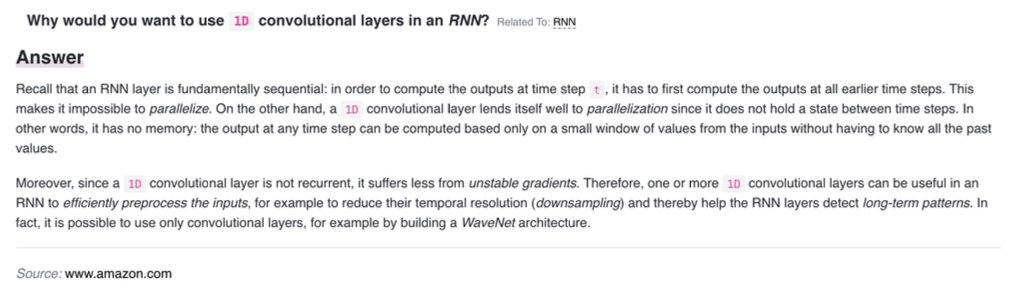 Why would you want to use 1D convolutional layers in an RNN? Related To: RNN
Answer
Recall that an RNN layer is fundamentally sequential: in order to compute the outputs at time step t, it has to first compute the outputs at all earlier time steps. This
makes it impossible to parallelize. On the other hand, a 1D convolutional layer lends itself well to parallelization since it does not hold a state between time steps. In
other words, it has no memory: the output at any time step can be computed based only on a small window of values from the inputs without having to know all the past
values.
Moreover, since a 1D convolutional layer is not recurrent, it suffers less from unstable gradients. Therefore, one or more 1D convolutional layers can be useful in an
RNN to efficiently preprocess the inputs, for example to reduce their temporal resolution (downsampling) and thereby help the RNN layers detect long-term patterns. In
fact, it is possible to use only convolutional layers, for example by building a WaveNet architecture.
Source: www.amazon.com